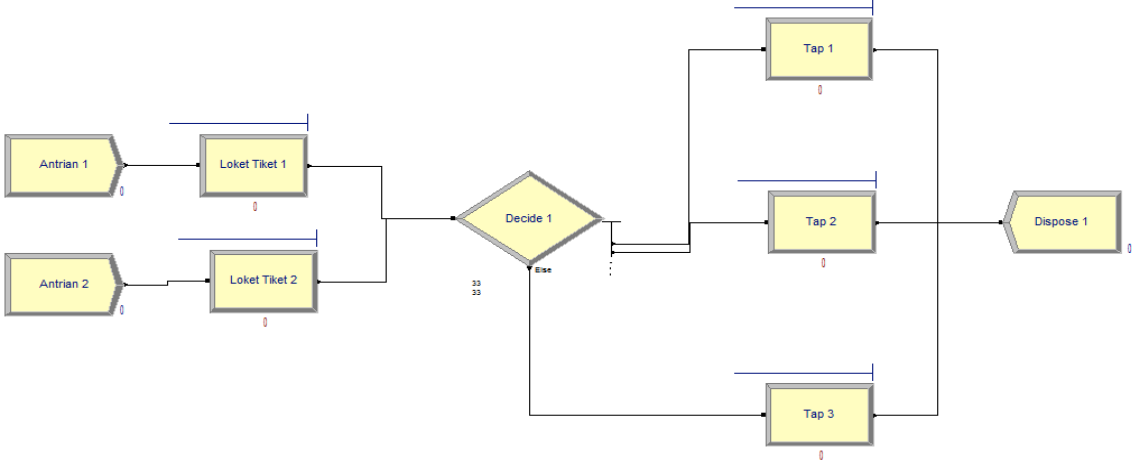 Tap 1
0
Antrian 1
0
Loket Tiket 1
0
Decide 1
Else
33
33
Tap 2
0
Dispose 1
0
Antrian 2
0
Loket Tiket 2
0
Tap 3
0